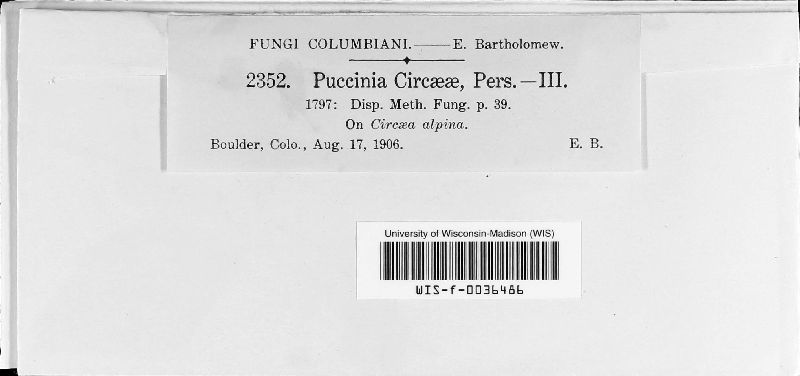 FUNGI COLUMBIANI.—E. Bartholomew.
2352. Puccinia Circææ, Pers.—III.
1797: Disp. Meth. Fung. p. 39.
On Circæa alpina.
Boulder, Colo., Aug. 17, 1906. E. B.
University of Wisconsin-Madison (WIS)
WIS-f-0036486